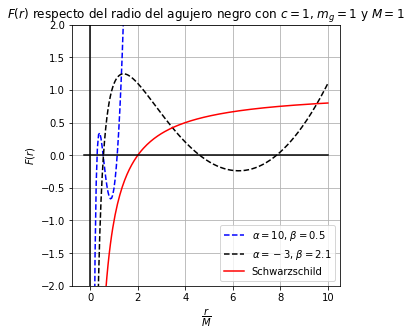 F(r) respecto del radio del agujero negro con c = 1, m_g = 1 y M = 1
2.0
1.5
1.0
0.5
0.0
−0.5
−1.0
−1.5
−2.0
F(r)
0 2 4 6 8 10
r
M
α = 10, β = 0.5
α = −3, β = 2.1
Schwarzschild